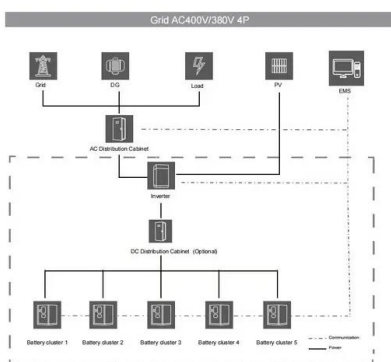 Grid AC400V/380V 4P
Grid DG Load PV EMS
AC Distribution Cabinet
Inverter
DC Distribution Cabinet (Optional)
Battery cluster 1 Battery cluster 2 Battery cluster 3 Battery cluster 4 Battery cluster 5
Communication
Power